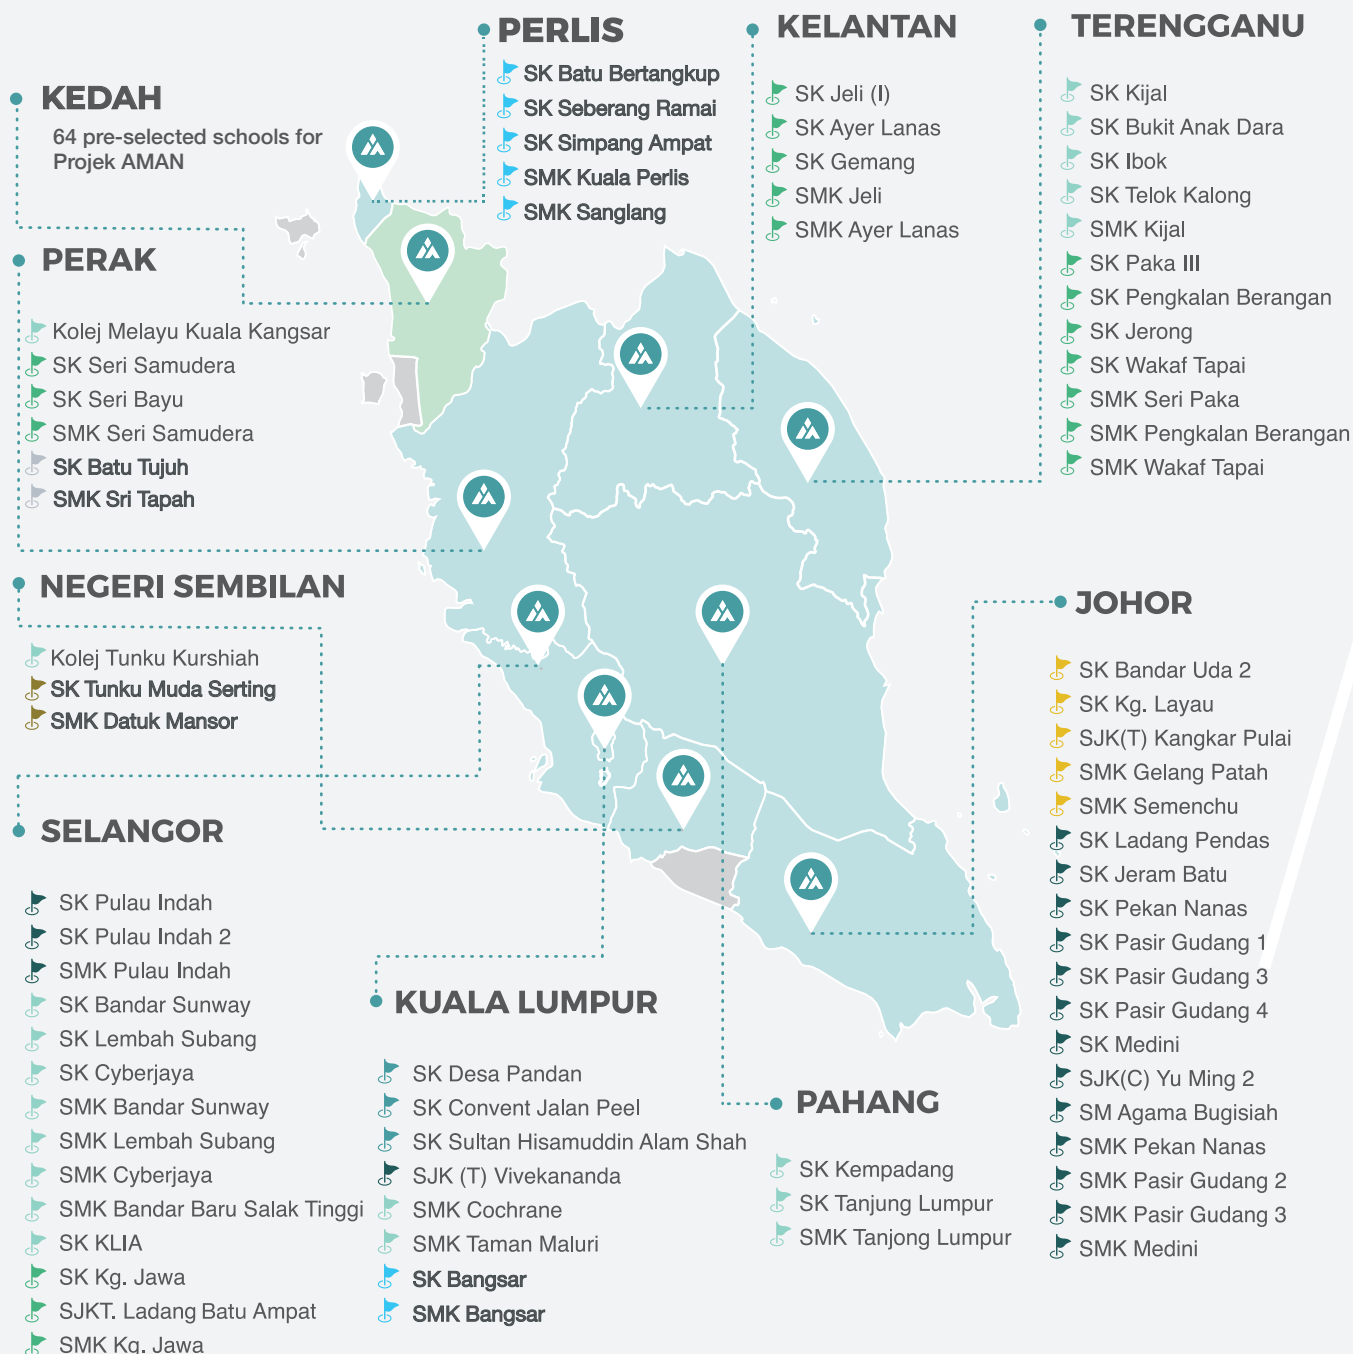 KEDAH
64 pre-selected schools for
Projek AMAN
PERLIS
SK Batu Bertangkup
SK Seberang Ramai
SK Simpang Ampat
SMK Kuala Perlis
SMK Sanglang
KELANTAN
SK Jeli (I)
SK Ayer Lanas
SK Gemang
SMK Jeli
SMK Ayer Lanas
TERENGGANU
SK Kijal
SK Bukit Anak Dara
SK Ibok
SK Telok Kalong
SMK Kijal
SK Paka III
SK Pengkalan Berangan
SK Jerong
SK Wakaf Tapai
SMK Seri Paka
SMK Pengkalan Berangan
SMK Wakaf Tapai
PERAK
Kolej Melayu Kuala Kangsar
SK Seri Samudera
SK Seri Bayu
SMK Seri Samudera
SK Batu Tujuh
SMK Sri Tapah
NEGERI SEMBILAN
Kolej Tunku Kurshiah
SK Tunku Muda Serting
SMK Datuk Mansor
SELANGOR
SK Pulau Indah
SK Pulau Indah 2
SMK Pulau Indah
SK Bandar Sunway
SK Lembah Subang
SK Cyberjaya
SMK Bandar Sunway
SMK Lembah Subang
SMK Cyberjaya
SMK Bandar Baru Salak Tinggi
SK KLIA
SK Kg. Jawa
SJKT. Ladang Batu Ampat
SMK Kg. Jawa
KUALA LUMPUR
SK Desa Pandan
SK Convent Jalan Peel
SK Sultan Hisamuddin Alam Shah
SJK (T) Vivekananda
SMK Cochrane
SMK Taman Maluri
SK Bangsar
SMK Bangsar
PAHANG
SK Kempadang
SK Tanjung Lumpur
SMK Tanjong Lumpur
JOHOR
SK Bandar Uda 2
SK Kg. Layau
SJK(T) Kangkar Pulai
SMK Gelang Patah
SMK Semenchu
SK Ladang Pendas
SK Jeram Batu
SK Pekan Nanas
SK Pasir Gudang 1
SK Pasir Gudang 3
SK Pasir Gudang 4
SK Medini
SJK(C) Yu Ming 2
SM Agama Bugisiah
SMK Pekan Nanas
SMK Pasir Gudang 2
SMK Pasir Gudang 3
SMK Medini